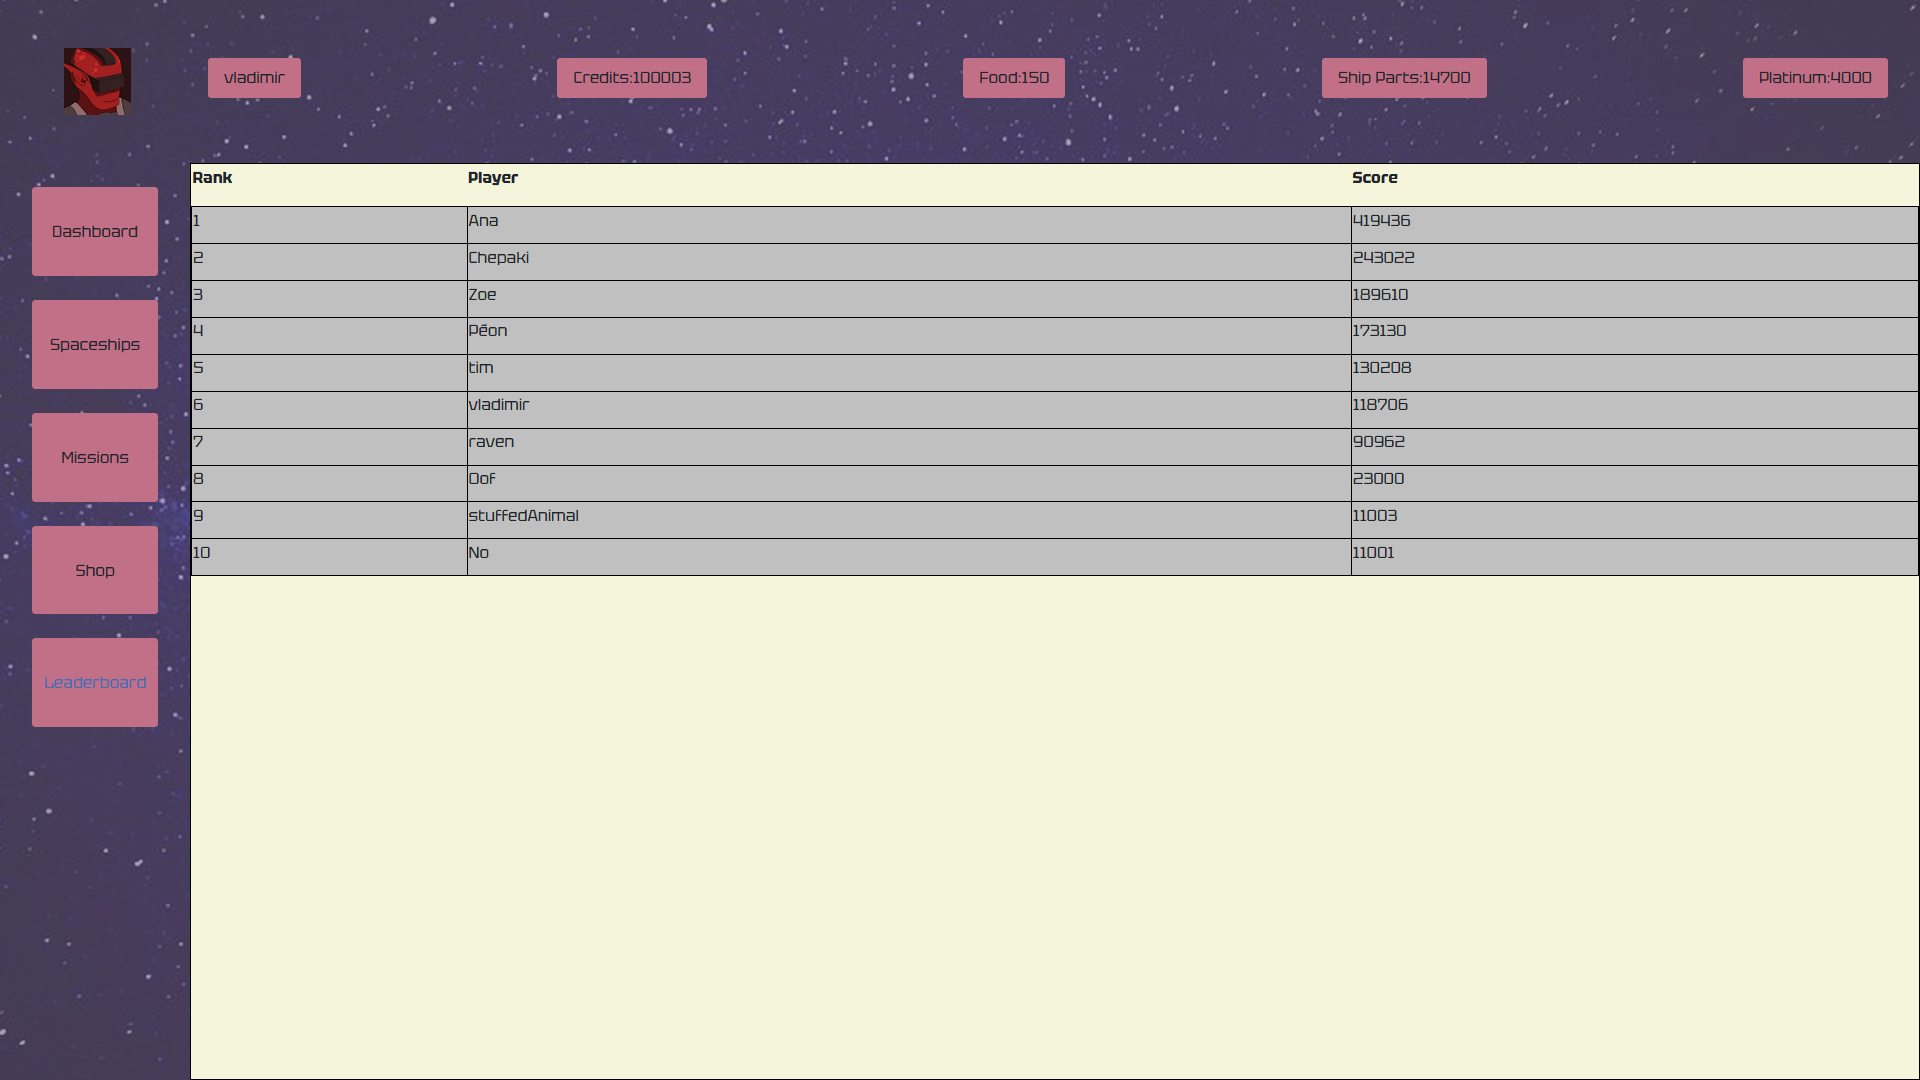 vladimir Credits:100003 Food:150 Ship Parts:14700 Platinum:4000
Dashboard
Spaceships
Missions
Shop
Leaderboard
Rank Player Score
1 Ana 419436
2 Chepaki 243022
3 Zoe 189610
4 Péon 173130
5 tim 130208
6 vladimir 118706
7 raven 90962
8 Oof 23000
9 stuffedAnimal 11003
10 No 11001